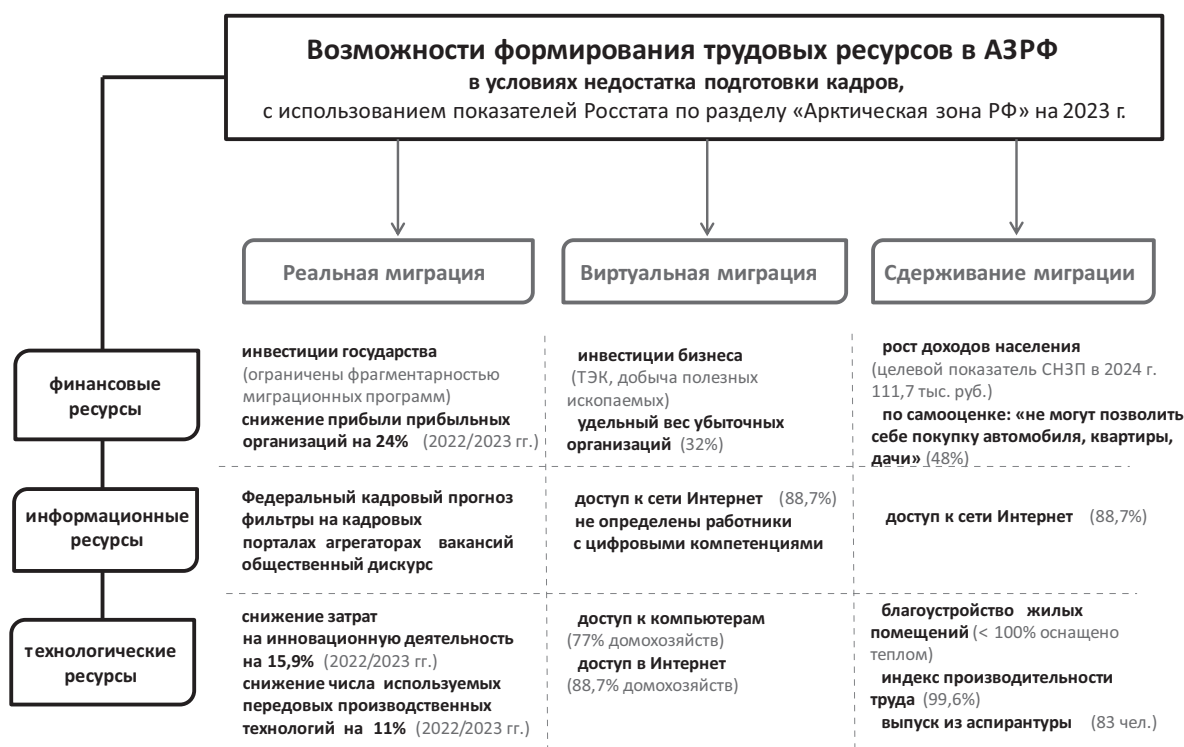 Возможности формирования трудовых ресурсов в АЗРФ
в условиях недостатка подготовки кадров,
с использованием показателей Росстата по разделу «Арктическая зона РФ» на 2023 г.
Реальная миграция
Виртуальная миграция
Сдерживание миграции
финансовые
ресурсы
инвестиции государства
(ограничены фрагментарностью
миграционных программ)
снижение прибыли прибыльных
организаций на 24% (2022/2023 гг.)
инвестиции бизнеса
(ТЭК, добыча полезных
ископаемых)
удельный вес убыточных
организаций (32%)
рост доходов населения
(целевой показатель СНЗП в 2024 г.
111,7 тыс. руб.)
по самооценке: «не могут позволить
себе покупку автомобиля, квартиры,
дачи» (48%)
информационные
ресурсы
Федеральный кадровый прогноз
фильтры на кадровых
порталах агрегаторах вакансий
общественный дискурс
доступ к сети Интернет (88,7%)
не определены работники
с цифровыми компетенциями
доступ к сети Интернет (88,7%)
технологические
ресурсы
снижение затрат
на инновационную деятельность
на 15,9% (2022/2023 гг.)
снижение числа используемых
передовых производственных
технологий на 11% (2022/2023 гг.)
доступ к компьютерам
(77% домохозяйств)
доступ в Интернет
(88,7% домохозяйств)
благоустройство жилых
помещений (< 100% оснащено
теплом)
индекс производительности
труда (99,6%)
выпуск из аспирантуры (83 чел.)